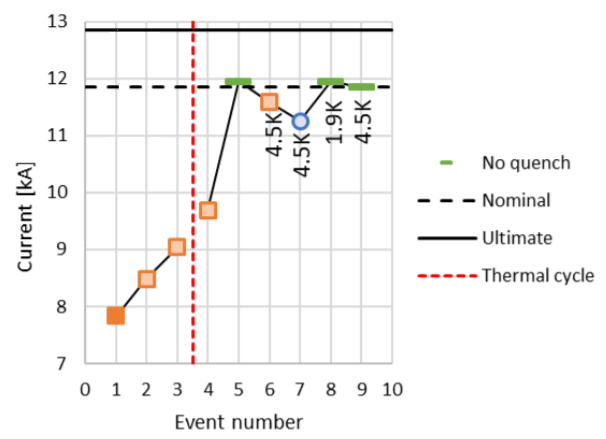 13
12
11
10
9
8
7
Current [kA]
0 1 2 3 4 5 6 7 8 9 10
Event number
4.5K
4.5K
1.9K
4.5K
No quench
Nominal
Ultimate
Thermal cycle